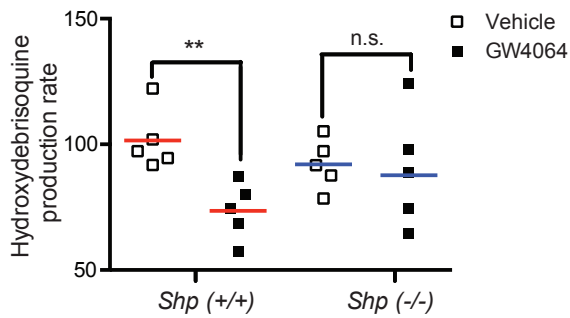 Vehicle
GW4064
Hydroxydebrisoquine
production rate
150
100
50
**
n.s.
Shp (+/+)
Shp (-/-)